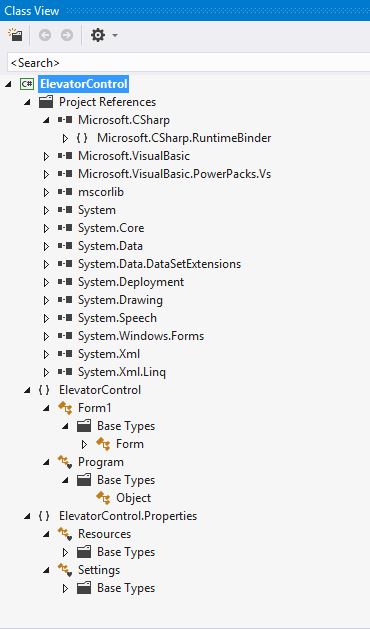 Class View
<Search>
C# ElevatorControl
Project References
Microsoft.CSharp
{ } Microsoft.CSharp.RuntimeBinder
Microsoft.VisualBasic
Microsoft.VisualBasic.PowerPacks.Vs
mscorlib
System
System.Core
System.Data
System.Data.DataSetExtensions
System.Deployment
System.Drawing
System.Speech
System.Windows.Forms
System.Xml
System.Xml.Linq
{ } ElevatorControl
Form1
Base Types
Form
Program
Base Types
Object
{ } ElevatorControl.Properties
Resources
Base Types
Settings
Base Types